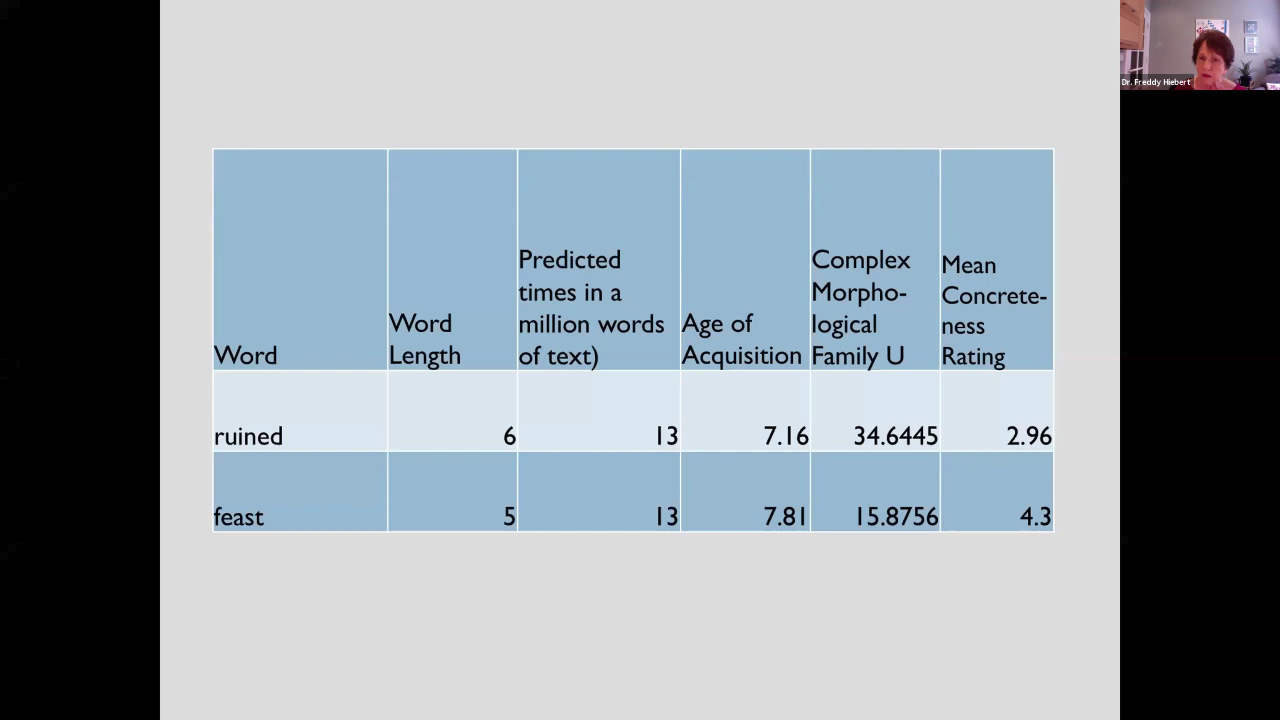 Dr. Freddy Hiebert
Word
Word
Length
Predicted
times in a
million words
of text)
Age of
Acquisition
Complex
Morpho-
logical
Family U
Mean
Concrete-
ness
Rating
ruined 6 13 7.16 34.6445 2.96
feast 5 13 7.81 15.8756 4.3